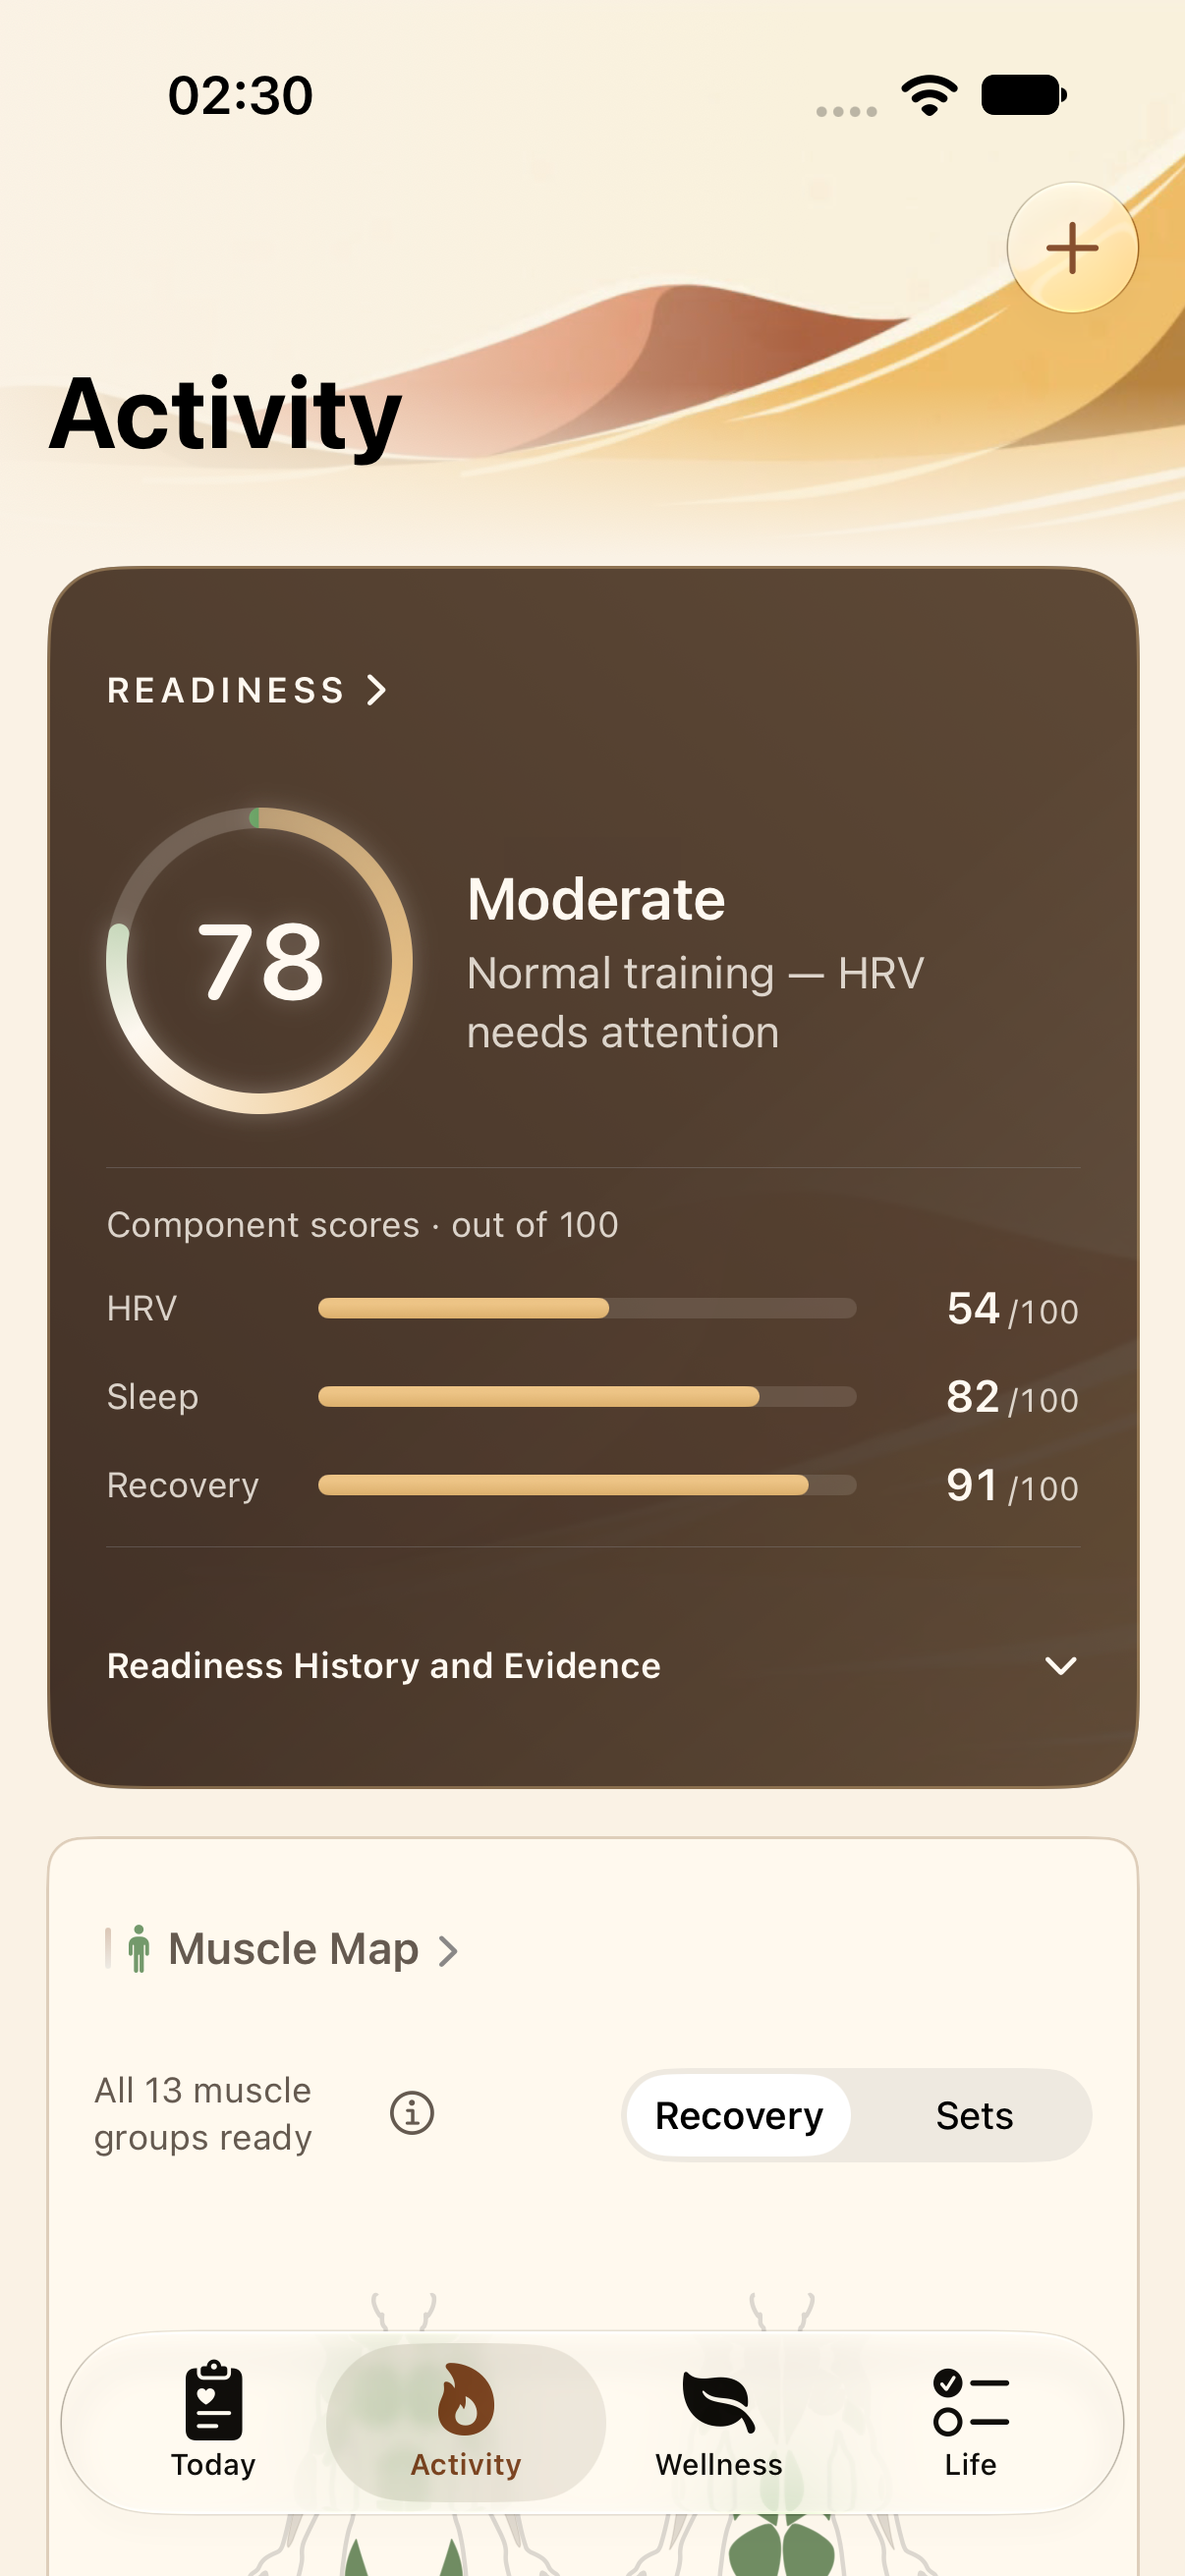 02:30
Activity
READINESS
78
Moderate
Normal training — HRV
needs attention
Component scores · out of 100
HRV 54 /100
Sleep 82 /100
Recovery 91 /100
Readiness History and Evidence
Muscle Map
All 13 muscle
groups ready
Recovery Sets
Today Activity Wellness Life